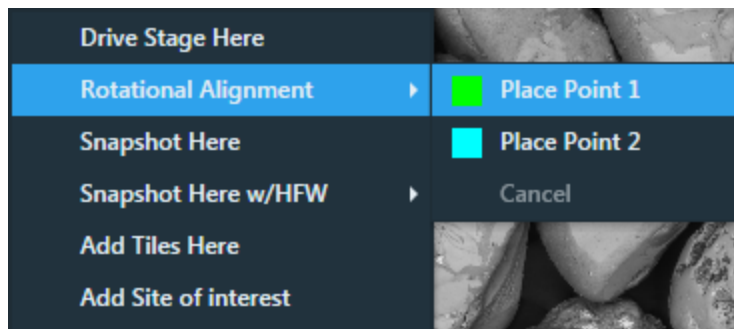 Drive Stage Here
Rotational Alignment
Place Point 1
Snapshot Here
Place Point 2
Snapshot Here w/HFW
Cancel
Add Tiles Here
Add Site of interest